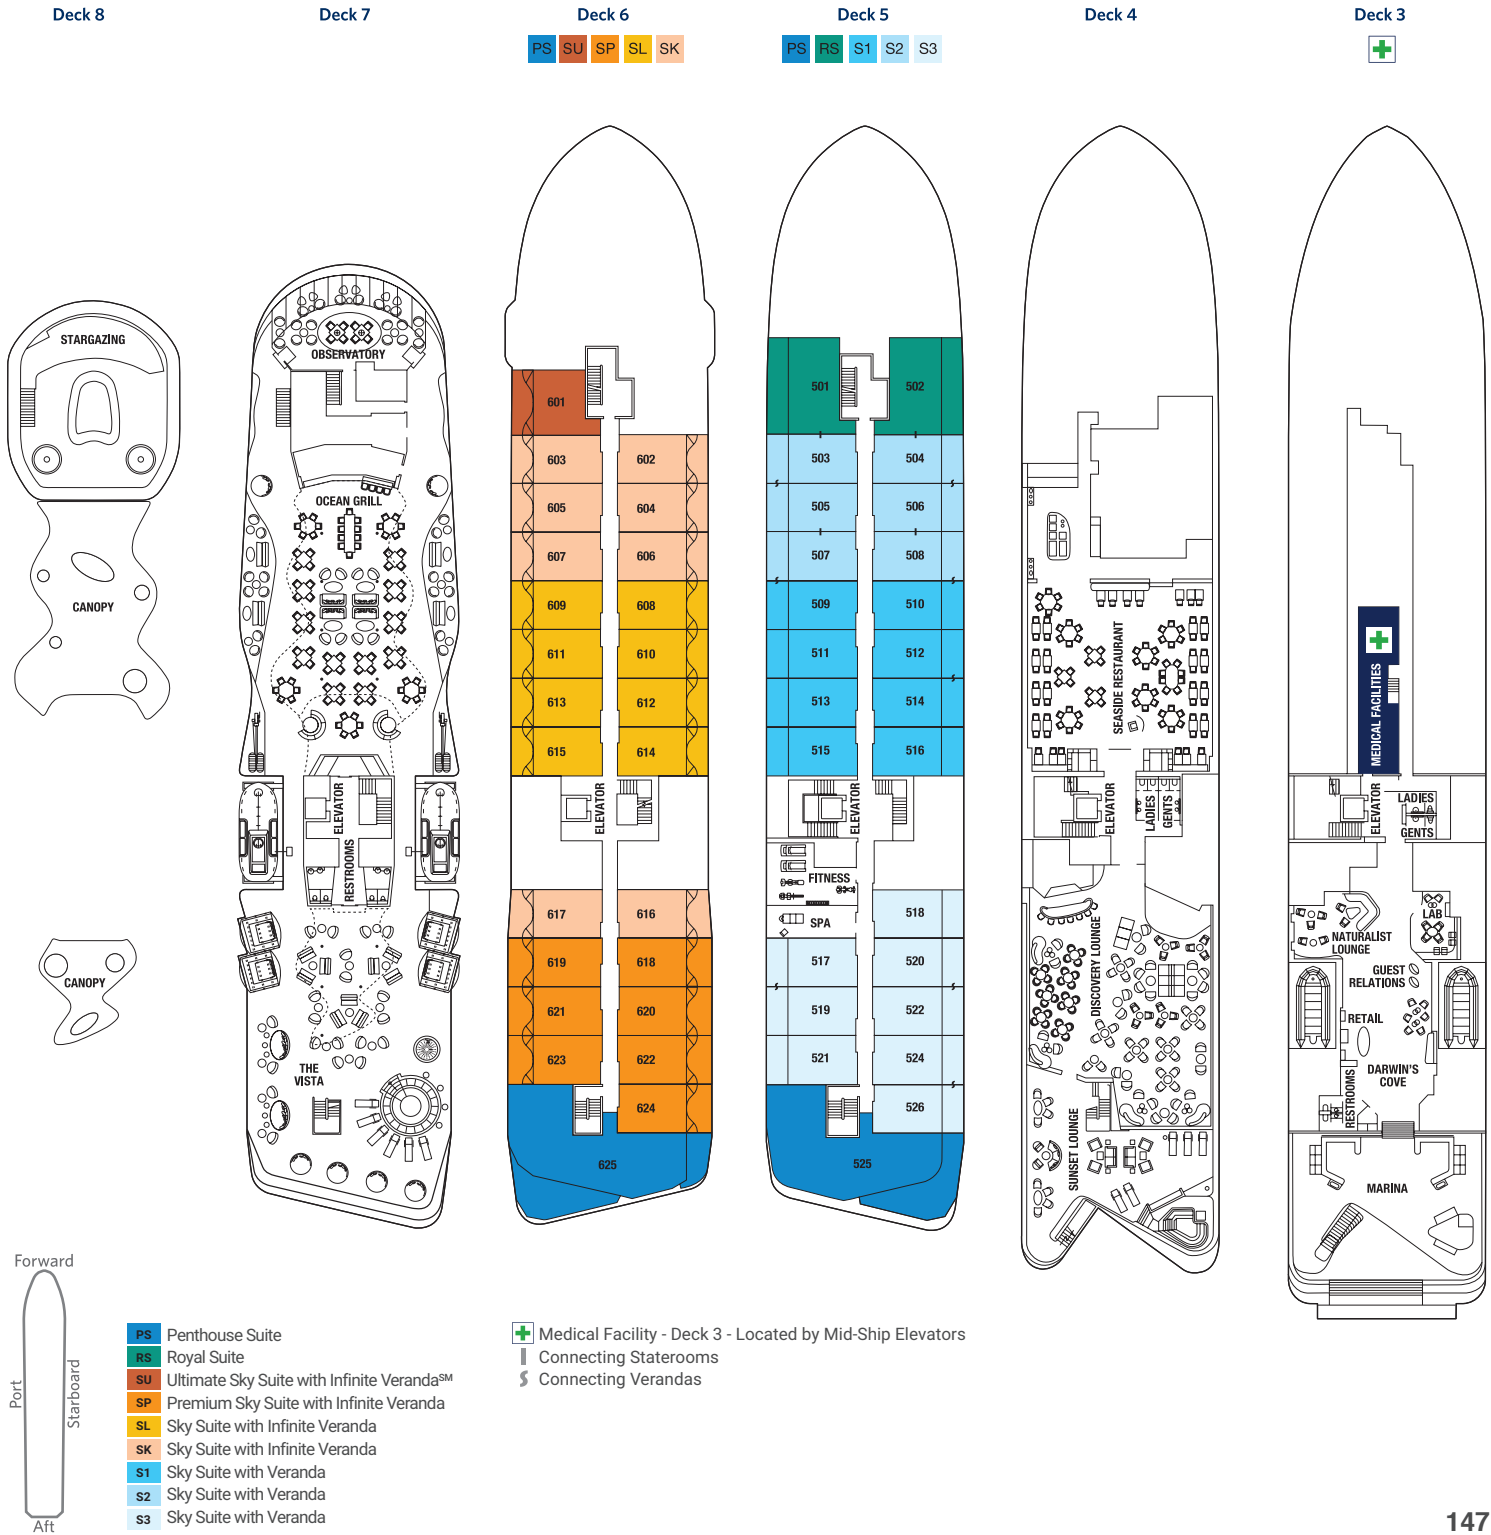 Deck 8
Deck 7
Deck 6
Deck 5
Deck 4
Deck 3
PS SU SP SL SK
PS RS S1 S2 S3
STARGAZING
CANOPY
CANOPY
OBSERVATORY
OCEAN GRILL
ELEVATOR
RESTROOMS
THE
VISTA
601
603
602
605
604
607
606
609
608
611
610
613
612
615
614
ELEVATOR
617
616
619
618
621
620
623
622
624
625
501
502
503
504
505
506
507
508
509
510
511
512
513
514
515
516
ELEVATOR
FITNESS
SPA
518
517
520
519
522
521
524
526
525
SEASIDE RESTAURANT
ELEVATOR
LADIES
GENTS
DISCOVERY LOUNGE
SUNSET LOUNGE
MEDICAL FACILITIES
ELEVATOR
LADIES
GENTS
LAB
NATURALIST
LOUNGE
GUEST
RELATIONS
RETAIL
DARWIN'S
COVE
RESTROOMS
MARINA
Forward
Port
Starboard
Aft
PS Penthouse Suite
RS Royal Suite
SU Ultimate Sky Suite with Infinite Veranda℠
SP Premium Sky Suite with Infinite Veranda
SL Sky Suite with Infinite Veranda
SK Sky Suite with Infinite Veranda
S1 Sky Suite with Veranda
S2 Sky Suite with Veranda
S3 Sky Suite with Veranda
Medical Facility - Deck 3 - Located by Mid-Ship Elevators
Connecting Staterooms
Connecting Verandas
147